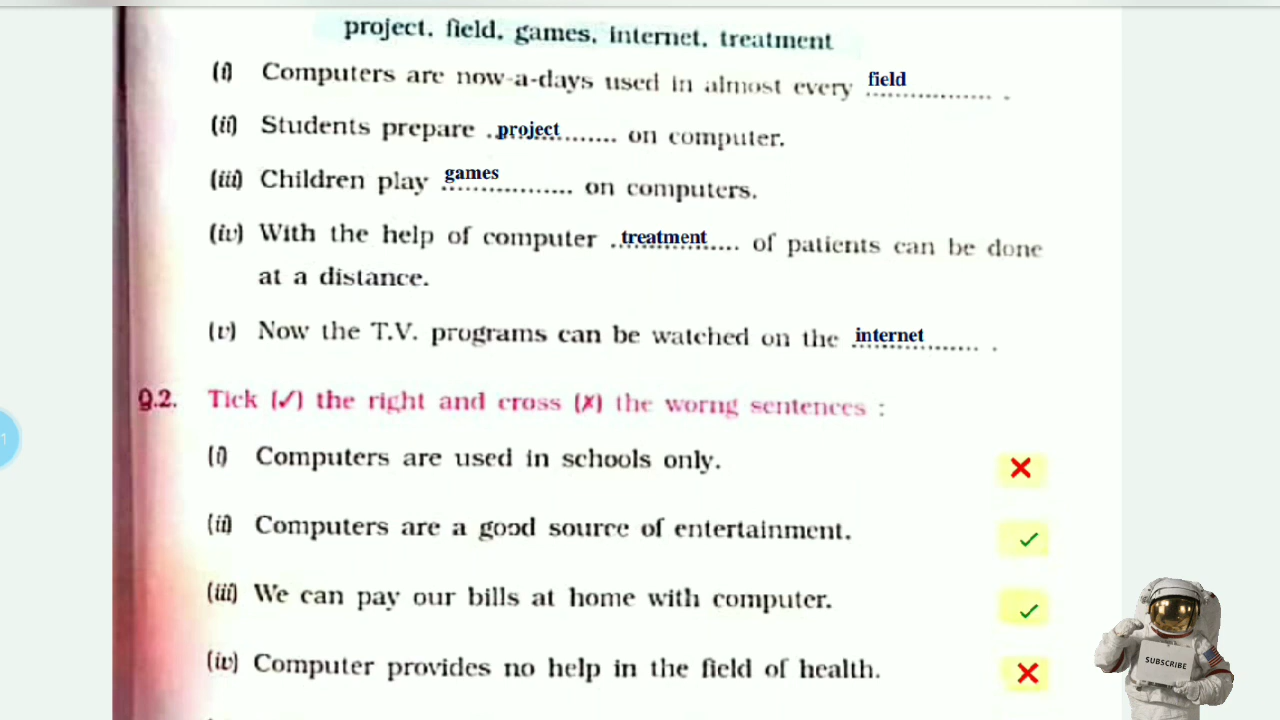 project, field, games, internet, treatment
(i) Computers are now-a-days used in almost every field .
(ii) Students prepare project on computer.
(iii) Children play games on computers.
(iv) With the help of computer treatment of patients can be done
at a distance.
(v) Now the T.V. programs can be watched on the internet .
Q.2. Tick (✓) the right and cross (✗) the worng sentences :
(i) Computers are used in schools only. ✗
(ii) Computers are a good source of entertainment. ✓
(iii) We can pay our bills at home with computer. ✓
(iv) Computer provides no help in the field of health. ✗
SUBSCRIBE
1